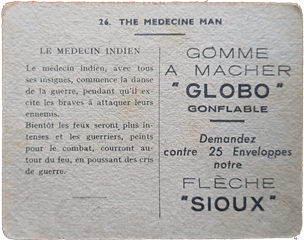 26. THE MEDECINE MAN
LE MEDECIN INDIEN
Le médecin indien, avec tous
ses insignes, commence la danse
de la guerre, pendant qu'il ex-
cite les braves à attaquer leurs
ennemis.
Bientôt les feux seront plus in-
tenses et les guerriers, peints
pour le combat, courront au-
tour du feu, en poussant des cris
de guerre.
GOMME
A MACHER
"GLOBO"
GONFLABLE
Demandez
contre 25 Enveloppes
notre
FLÈCHE
"SIOUX"